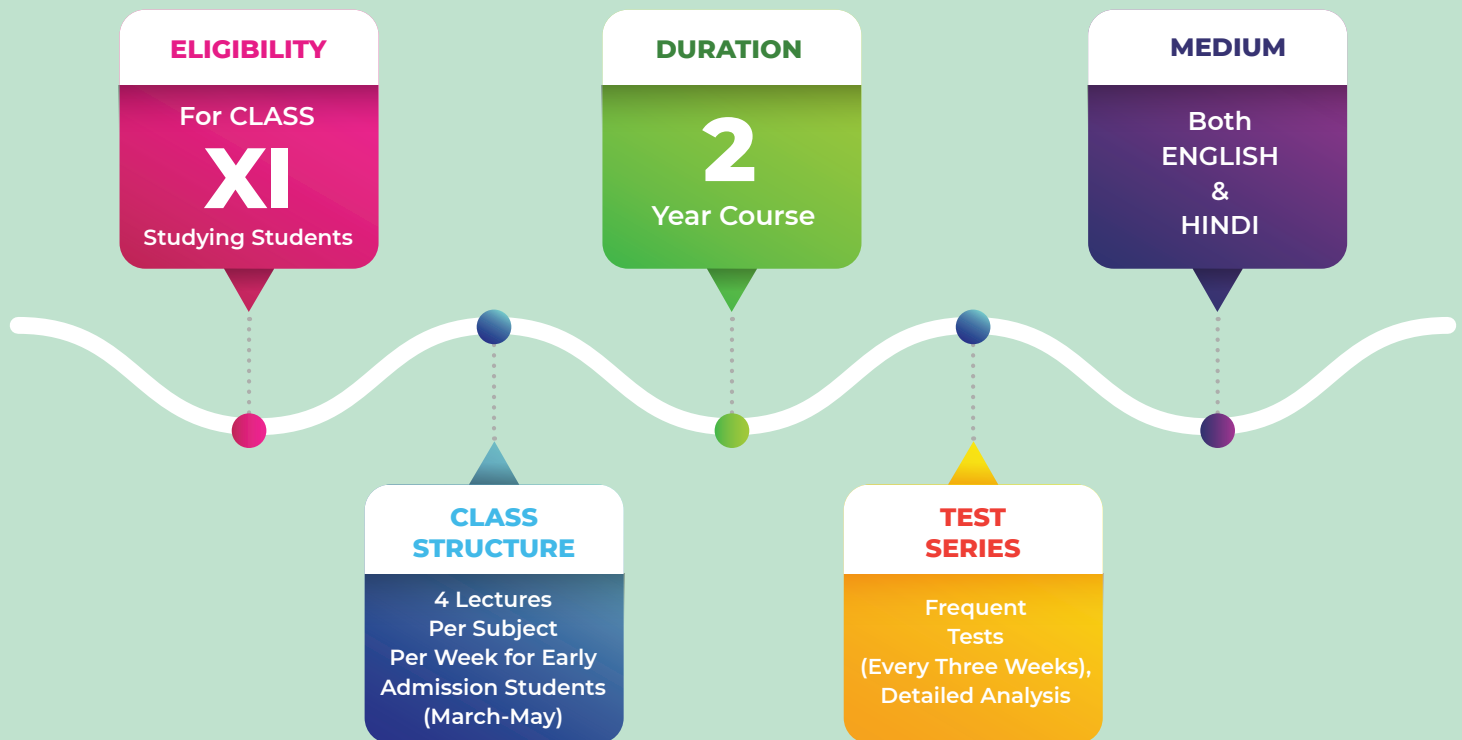 ELIGIBILITY
For CLASS
XI
Studying Students
CLASS
STRUCTURE
4 Lectures
Per Subject
Per Week for Early
Admission Students
(March-May)
DURATION
2
Year Course
TEST
SERIES
Frequent
Tests
(Every Three Weeks),
Detailed Analysis
MEDIUM
Both
ENGLISH
&
HINDI